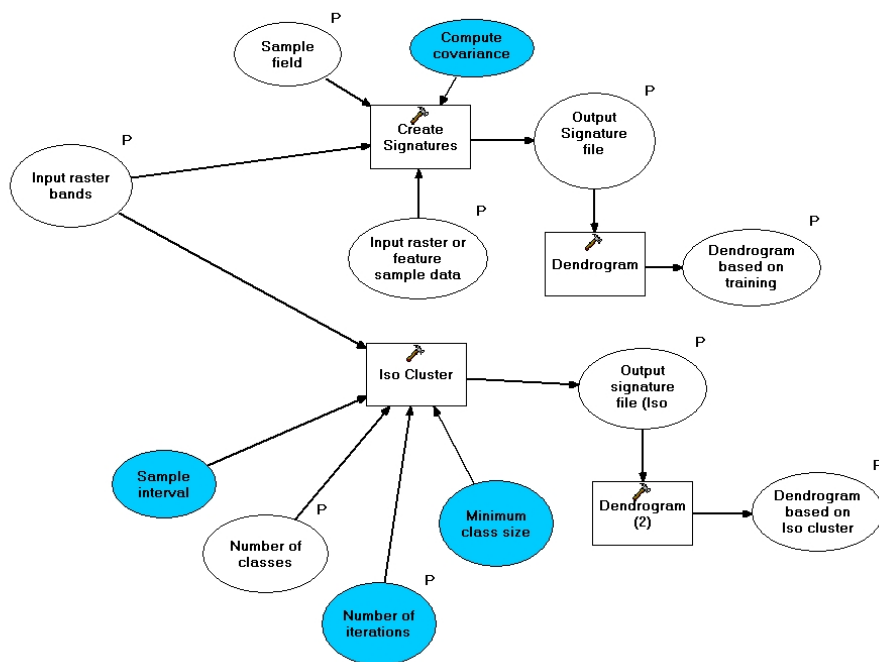 P
Sample
field
Compute
covariance
P
Create
Signatures
Output
Signature
file
P
Input raster
bands
P
Input raster or
feature
sample data
Dendrogram
P
Dendrogram
based on
training
Iso Cluster
P
Output
signature
file (Iso
Sample
interval
P
Number of
classes
Minimum
class size
P
Number of
iterations
Dendrogram
(2)
P
Dendrogram
based on
Iso cluster